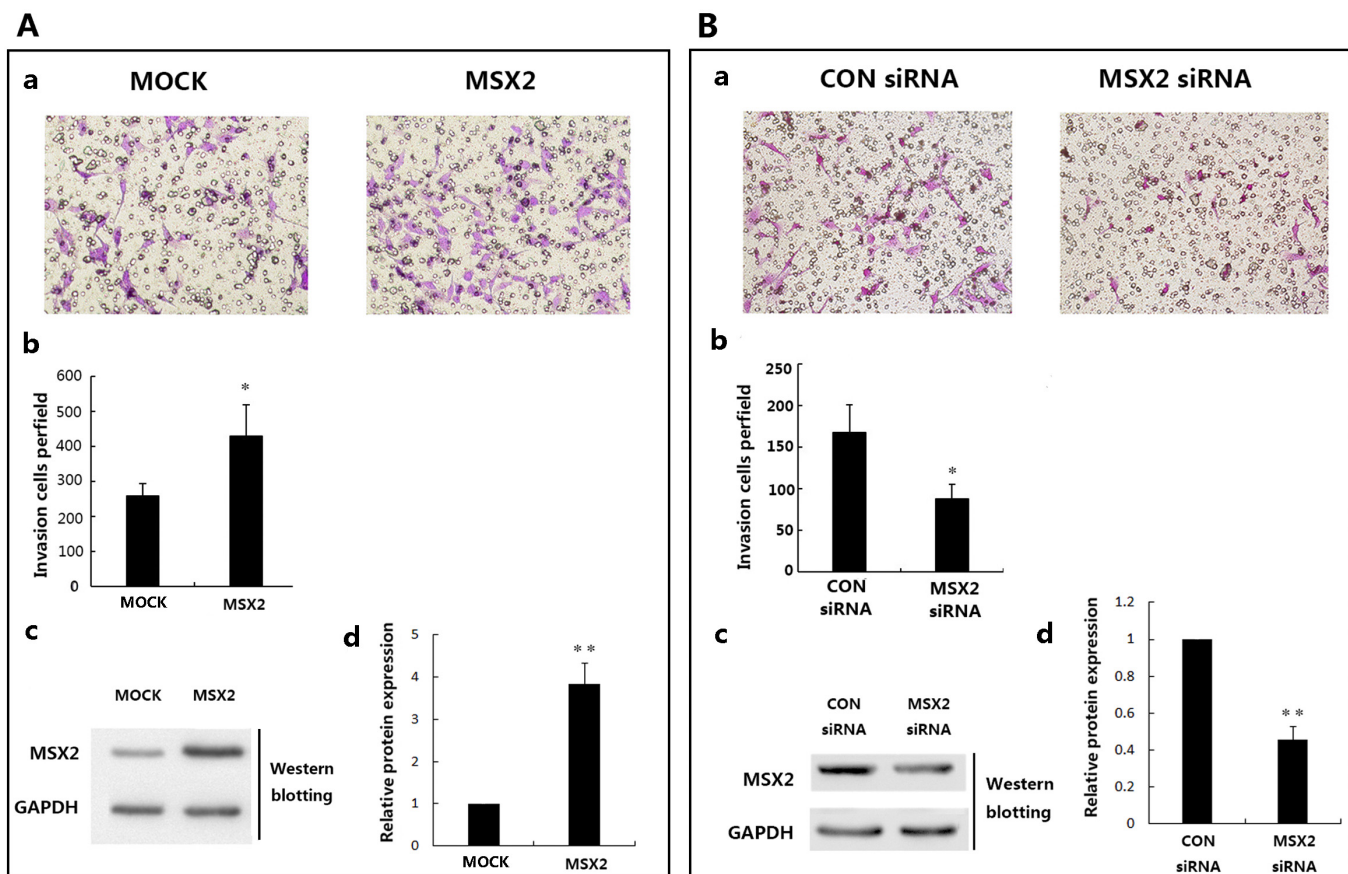 A
a
MOCK
MSX2
b
Invasion cells perfield
600
500
400
300
200
100
0
*
MOCK
MSX2
c
MOCK
MSX2
MSX2
GAPDH
Western
blotting
d
Relative protein expression
5
4
3
2
1
0
**
MOCK
MSX2
B
a
CON siRNA
MSX2 siRNA
b
Invasion cells perfield
250
200
150
100
50
0
*
CON
siRNA
MSX2
siRNA
c
CON
siRNA
MSX2
siRNA
MSX2
GAPDH
Western
blotting
d
Relative protein expression
1.2
1
0.8
0.6
0.4
0.2
0
**
CON
siRNA
MSX2
siRNA